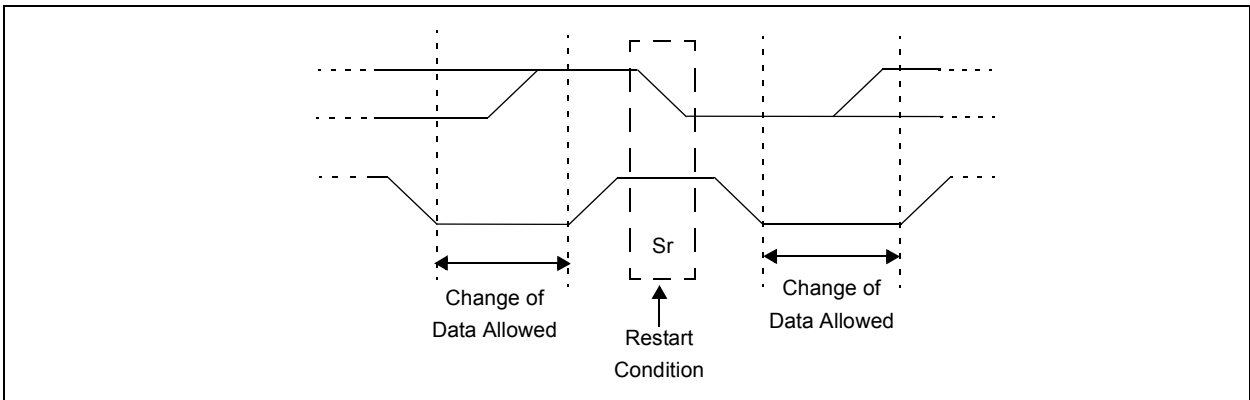 Sr
Change of
Data Allowed
Restart
Condition
Change of
Data Allowed